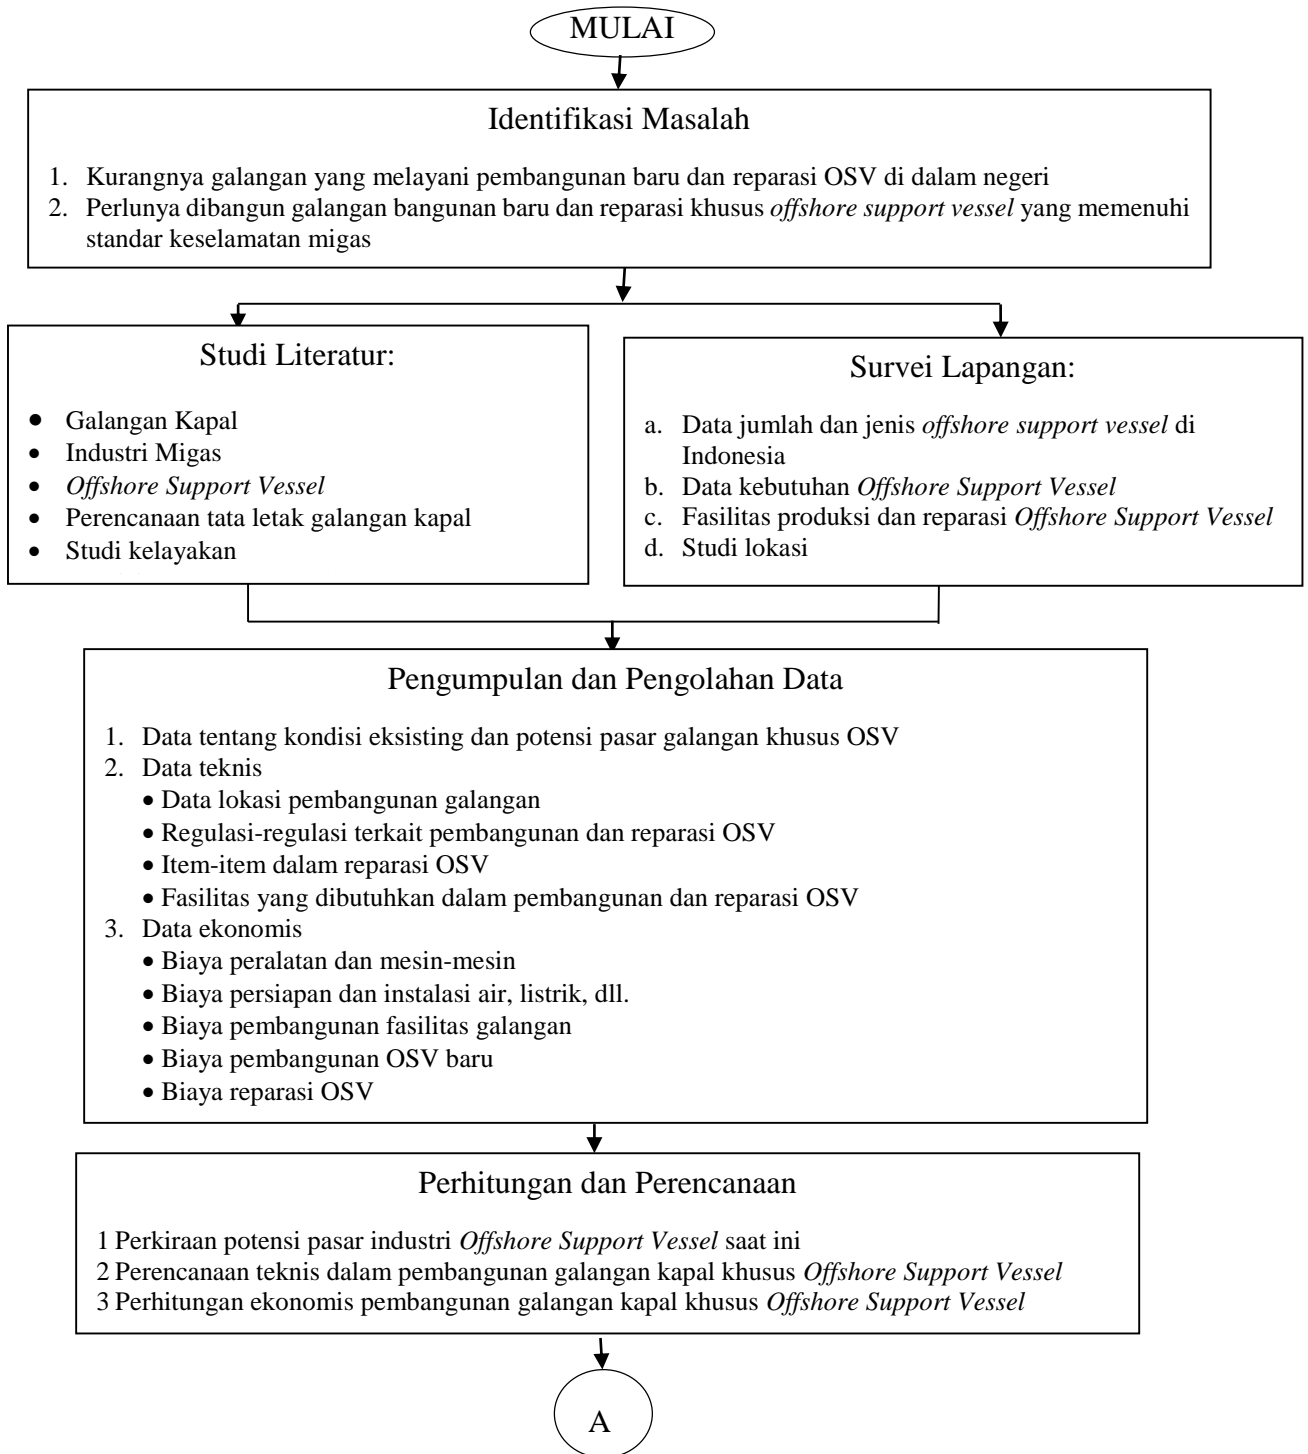 MULAI
Identifikasi Masalah
1. Kurangnya galangan yang melayani pembangunan baru dan reparasi OSV di dalam negeri
2. Perlunya dibangun galangan bangunan baru dan reparasi khusus offshore support vessel yang memenuhi
standar keselamatan migas
Studi Literatur:
• Galangan Kapal
• Industri Migas
• Offshore Support Vessel
• Perencanaan tata letak galangan kapal
• Studi kelayakan
Survei Lapangan:
a. Data jumlah dan jenis offshore support vessel di
Indonesia
b. Data kebutuhan Offshore Support Vessel
c. Fasilitas produksi dan reparasi Offshore Support Vessel
d. Studi lokasi
Pengumpulan dan Pengolahan Data
1. Data tentang kondisi eksisting dan potensi pasar galangan khusus OSV
2. Data teknis
• Data lokasi pembangunan galangan
• Regulasi-regulasi terkait pembangunan dan reparasi OSV
• Item-item dalam reparasi OSV
• Fasilitas yang dibutuhkan dalam pembangunan dan reparasi OSV
3. Data ekonomis
• Biaya peralatan dan mesin-mesin
• Biaya persiapan dan instalasi air, listrik, dll.
• Biaya pembangunan fasilitas galangan
• Biaya pembangunan OSV baru
• Biaya reparasi OSV
Perhitungan dan Perencanaan
1 Perkiraan potensi pasar industri Offshore Support Vessel saat ini
2 Perencanaan teknis dalam pembangunan galangan kapal khusus Offshore Support Vessel
3 Perhitungan ekonomis pembangunan galangan kapal khusus Offshore Support Vessel
A